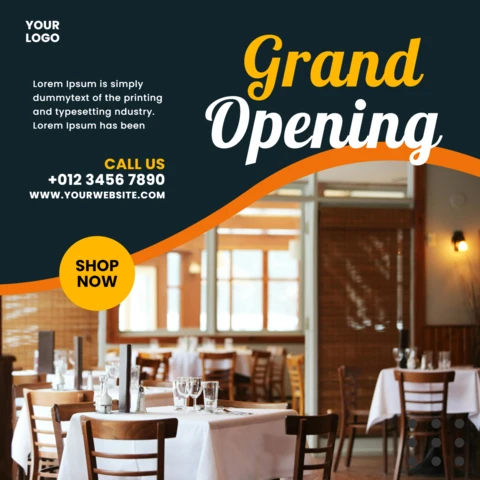 YOUR
LOGO
Grand
Opening
Lorem Ipsum is simply
dummytext of the printing
and typesetting ndustry.
Lorem Ipsum has been
CALL US
+012 3456 7890
WWW.YOURWEBSITE.COM
SHOP
NOW